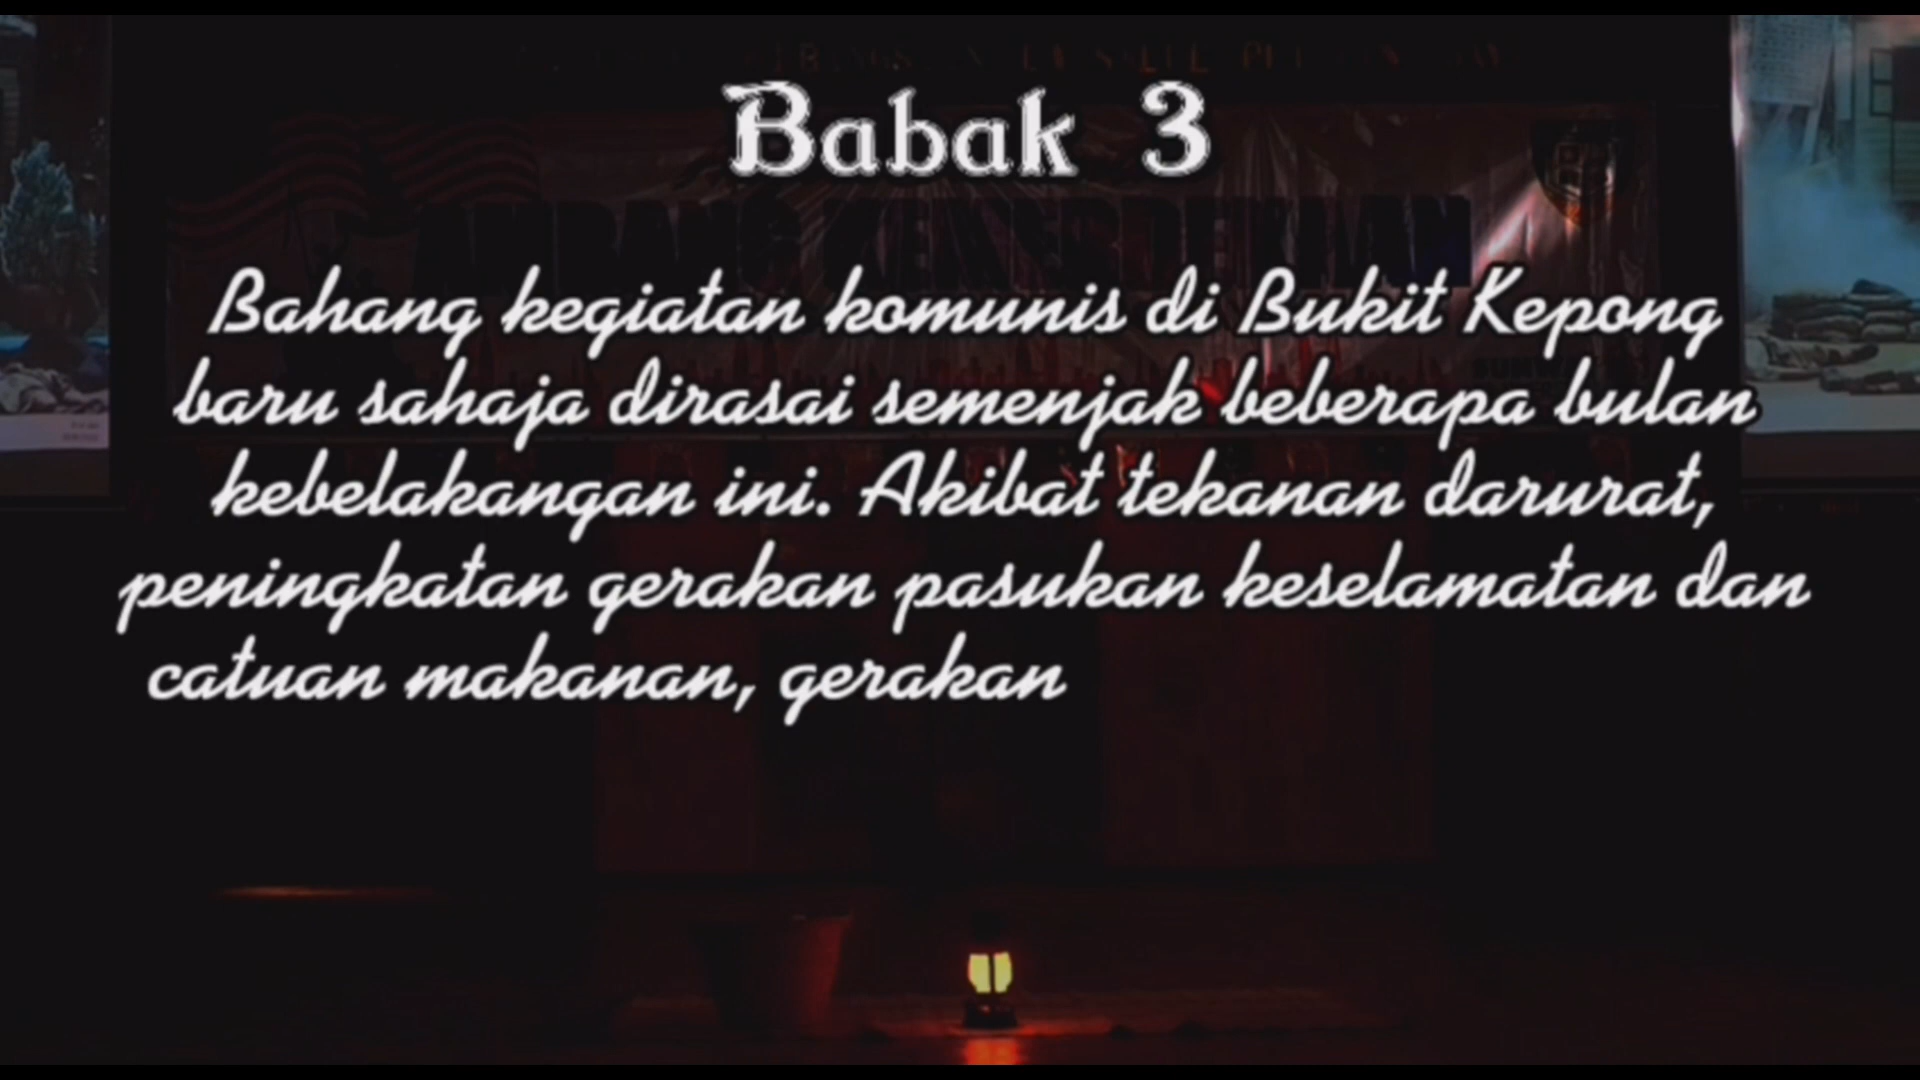 Babak 3
Bahang kegiatan komunis di Bukit Kepong
baru sahaja dirasai semenjak beberapa bulan
kebelakangan ini. Akibat tekanan darurat,
peningkatan gerakan pasukan keselamatan dan
catuan makanan, gerakan